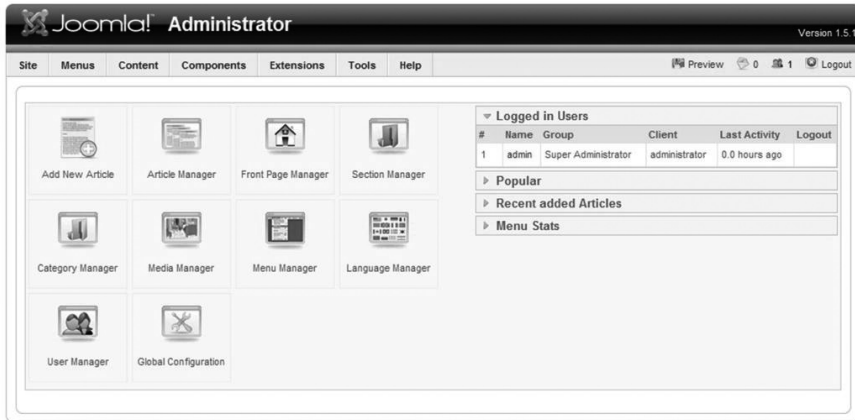 Joomla! Administrator
Version 1.5.1
Site Menus Content Components Extensions Tools Help
Preview 0 1 Logout
Add New Article Article Manager Front Page Manager Section Manager
Category Manager Media Manager Menu Manager Language Manager
User Manager Global Configuration
Logged in Users
# Name Group Client Last Activity Logout
1 admin Super Administrator administrator 0.0 hours ago
Popular
Recent added Articles
Menu Stats